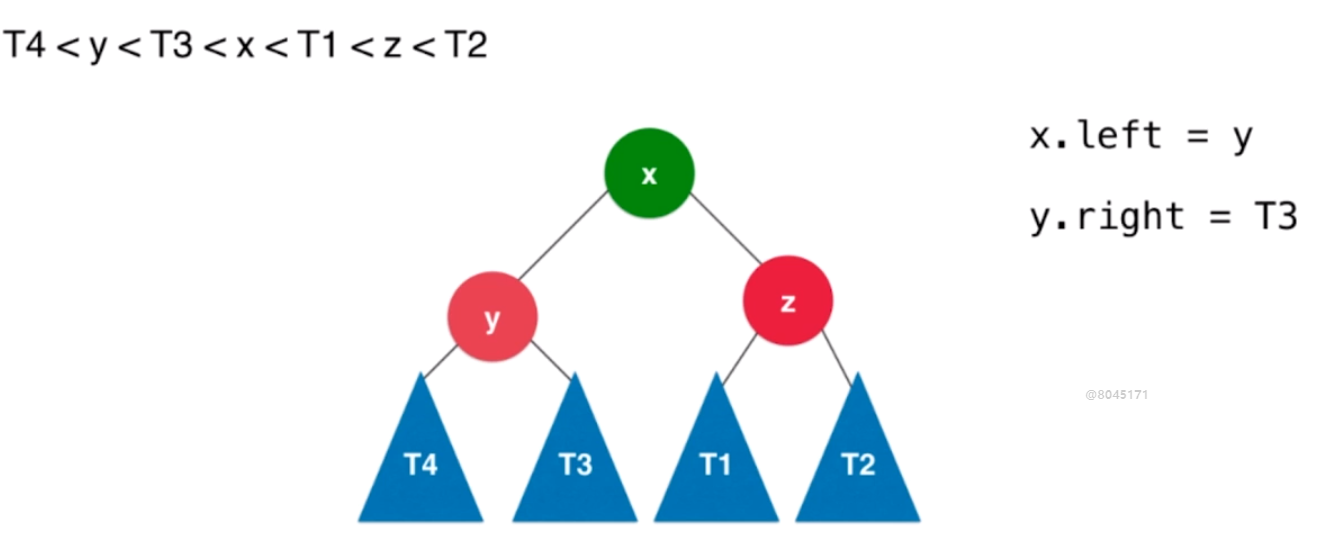 T4 < y < T3 < x < T1 < z < T2
x.left = y
y.right = T3
x
y
z
T4
T3
T1
T2
@8045171